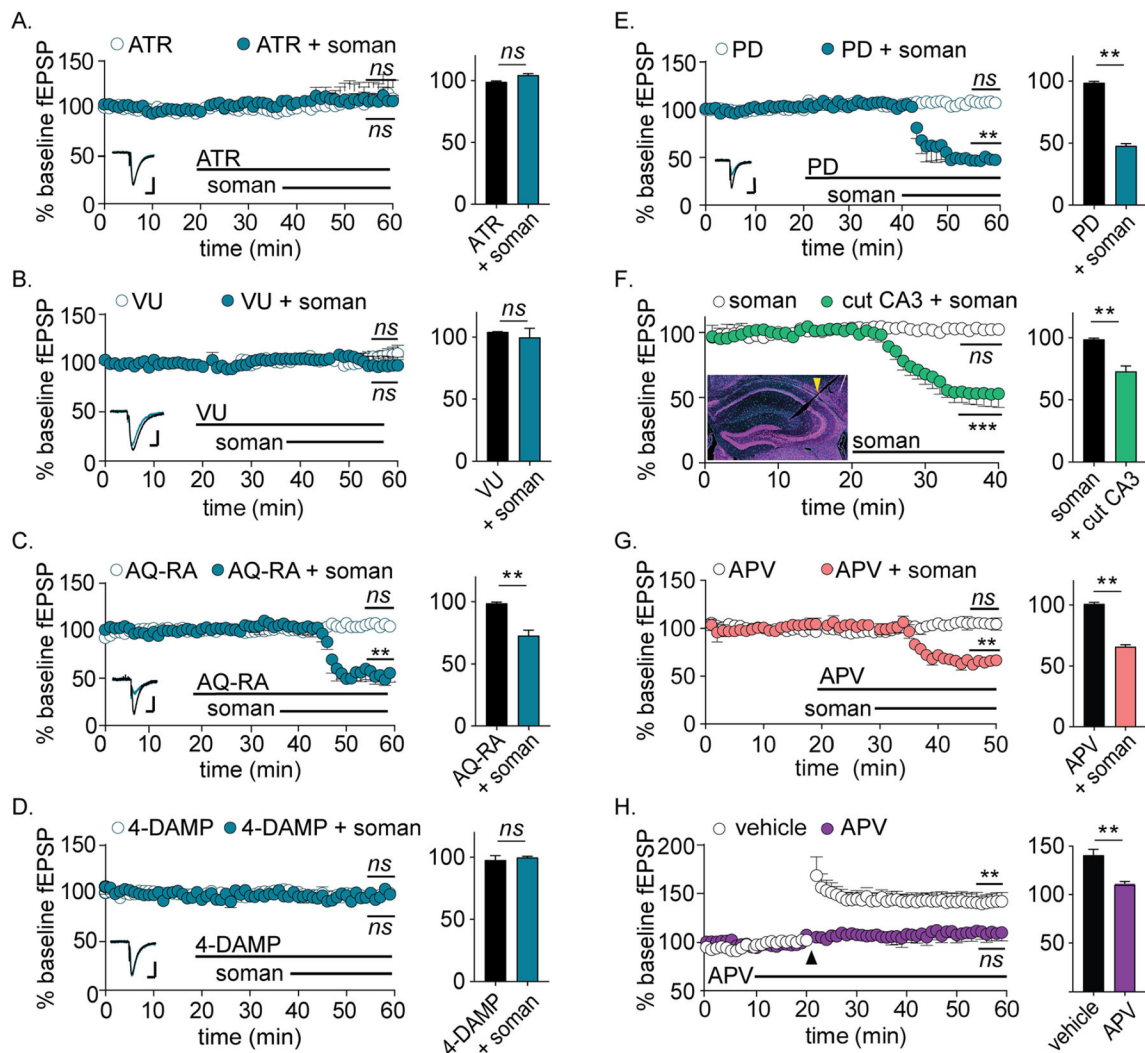 A.
ATR
ATR + soman
% baseline fEPSP
150
100
50
0
ns
ns
ATR
soman
0 10 20 30 40 50 60
time (min)
ns
100
50
0
ATR
+ soman
B.
VU
VU + soman
% baseline fEPSP
150
100
50
0
ns
ns
VU
soman
0 10 20 30 40 50 60
time (min)
ns
100
50
0
VU
+ soman
C.
AQ-RA
AQ-RA + soman
% baseline fEPSP
150
100
50
0
ns
**
AQ-RA
soman
0 10 20 30 40 50 60
time (min)
**
100
50
0
AQ-RA
+ soman
D.
4-DAMP
4-DAMP + soman
% baseline fEPSP
150
100
50
0
ns
ns
4-DAMP
soman
0 10 20 30 40 50 60
time (min)
ns
100
50
0
4-DAMP
+ soman
E.
PD
PD + soman
% baseline fEPSP
150
100
50
0
ns
**
PD
soman
0 10 20 30 40 50 60
time (min)
**
100
50
0
PD
+ soman
F.
soman
cut CA3 + soman
% baseline fEPSP
100
50
0
ns
***
soman
0 10 20 30 40
time (min)
**
100
50
0
soman
+ cut CA3
G.
APV
APV + soman
% baseline fEPSP
150
100
50
0
ns
**
APV
soman
0 10 20 30 40 50
time (min)
**
100
50
0
APV
+ soman
H.
vehicle
APV
% baseline fEPSP
200
150
100
50
**
ns
APV
0 10 20 30 40 50 60
time (min)
**
150
100
50
0
vehicle
APV